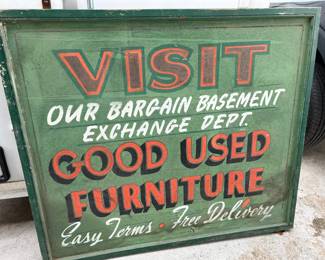 VISIT
OUR BARGAIN BASEMENT
EXCHANGE DEPT.
GOOD USED
FURNITURE
Easy Terms • Free Delivery